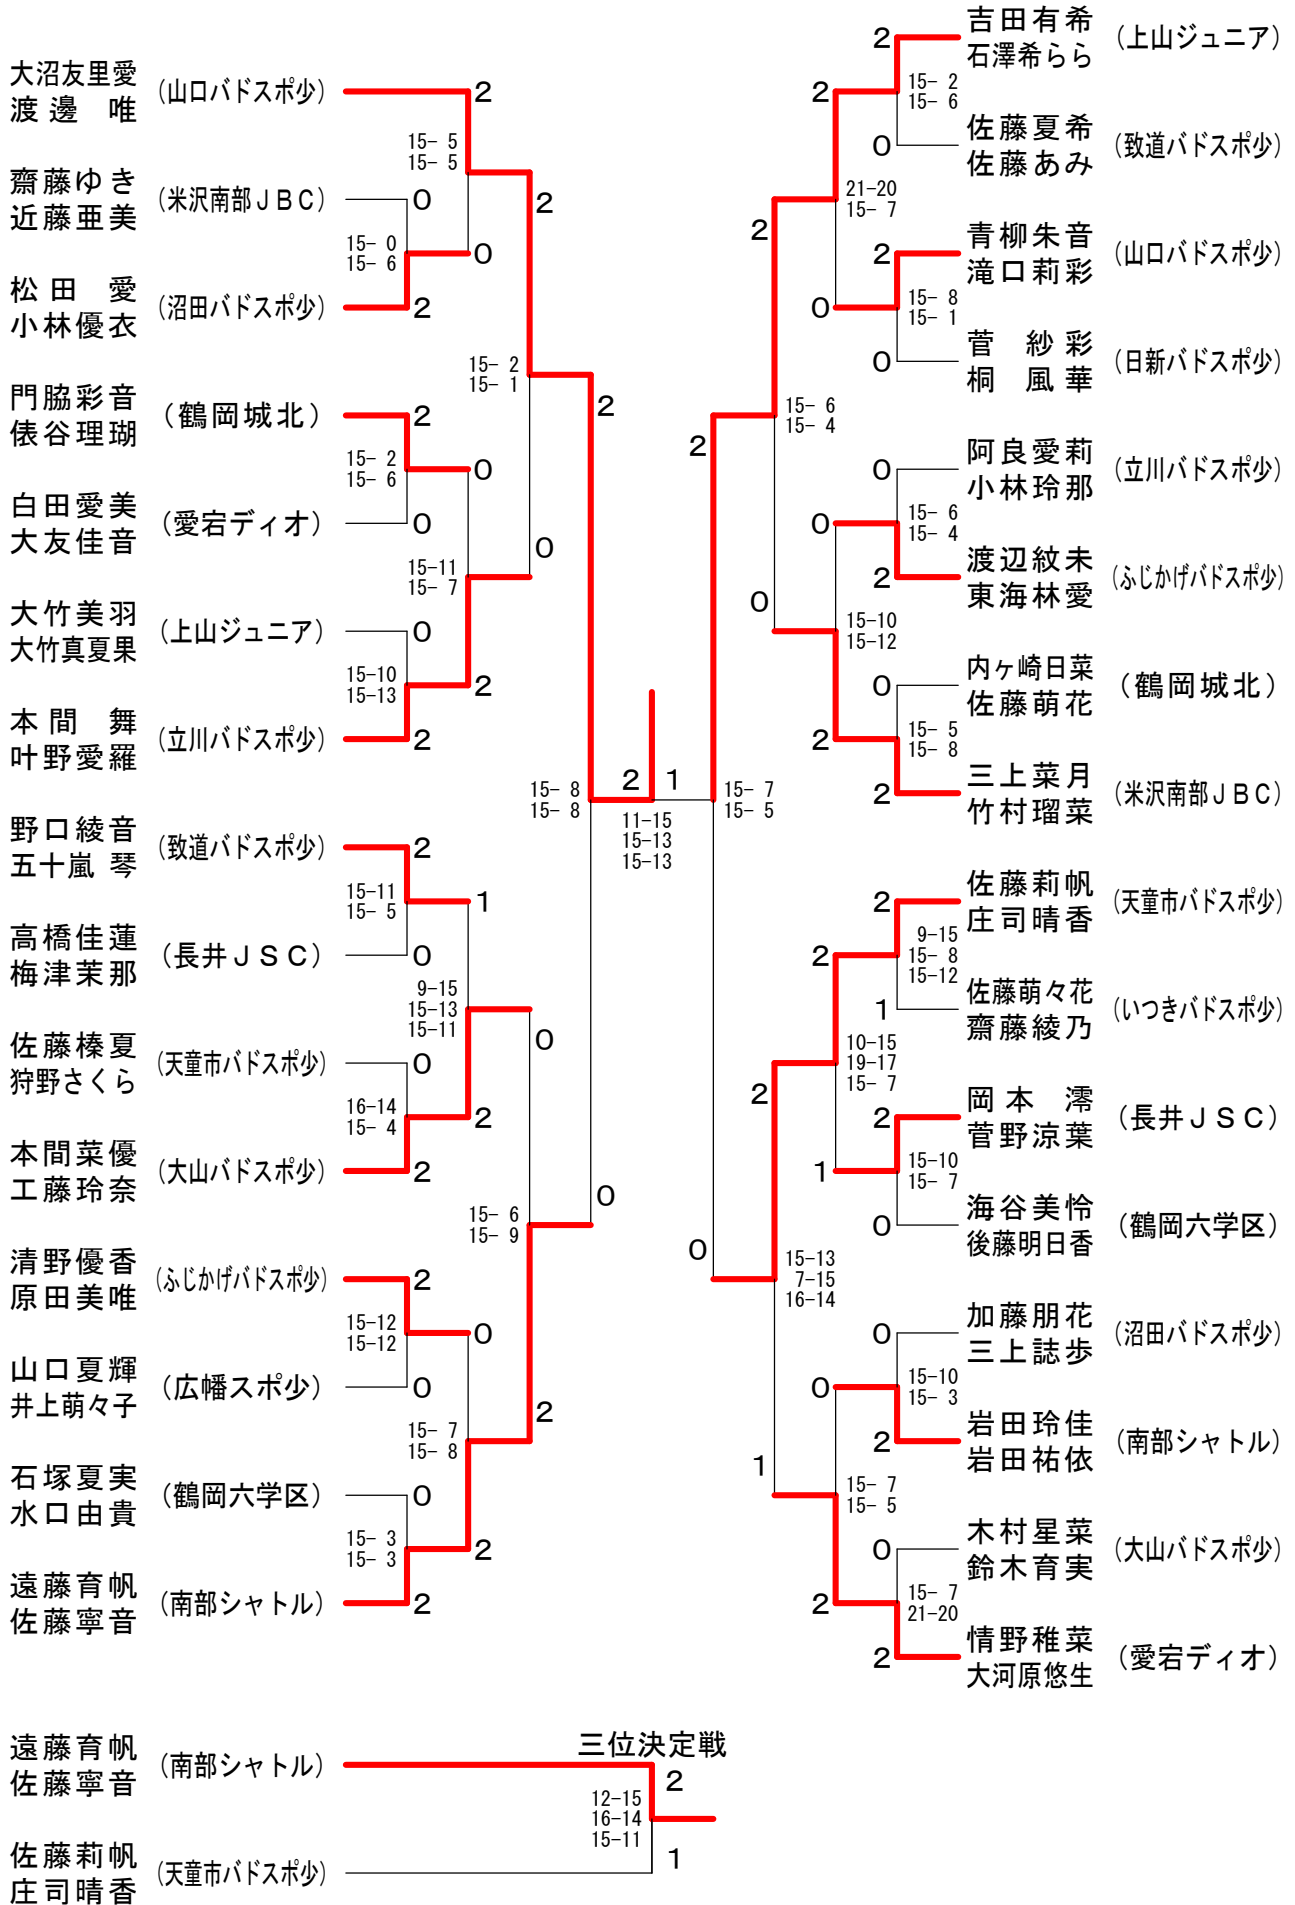 大沼友里愛
渡邊 唯
(山口バドスポ少)
2
15- 5
15- 5
齋藤ゆき
近藤亜美
(米沢南部JBC)
0
15- 0
15- 6
0
松田 愛
小林優衣
(沼田バドスポ少)
2
2
15- 2
15- 1
門脇彩音
俵谷理瑚
(鶴岡城北)
2
15- 2
15- 6
0
白田愛美
大友佳音
(愛宕ディオ)
0
15-11
15- 7
0
大竹美羽
大竹真夏果
(上山ジュニア)
0
15-10
15-13
2
本間 舞
叶野愛羅
(立川バドスポ少)
2
2
15- 8
15- 8
野口綾音
五十嵐 琴
(致道バドスポ少)
2
15-11
15- 5
1
高橋佳蓮
梅津茉那
(長井JSC)
0
9-15
15-13
15-11
0
佐藤榛夏
狩野さくら
(天童市バドスポ少)
0
16-14
15- 4
2
本間菜優
工藤玲奈
(大山バドスポ少)
2
15- 6
15- 9
0
清野優香
原田美唯
(ふじかげバドスポ少)
2
15-12
15-12
0
山口夏輝
井上萌々子
(広幡スポ少)
0
15- 7
15- 8
2
石塚夏実
水口由貴
(鶴岡六学区)
0
15- 3
15- 3
2
遠藤育帆
佐藤寧音
(南部シャトル)
2
2
1
11-15
15-13
15-13
吉田有希
石澤希らら
(上山ジュニア)
2
15- 2
15- 6
2
佐藤夏希
佐藤あみ
(致道バドスポ少)
0
21-20
15- 7
2
青柳朱音
滝口莉彩
(山口バドスポ少)
2
15- 8
15- 1
0
菅 紗彩
桐 風華
(日新バドスポ少)
0
15- 6
15- 4
2
阿良愛莉
小林玲那
(立川バドスポ少)
0
15- 6
15- 4
0
渡辺紋未
東海林愛
(ふじかげバドスポ少)
2
15-10
15-12
0
内ヶ崎日菜
佐藤萌花
(鶴岡城北)
0
15- 5
15- 8
2
三上菜月
竹村瑠菜
(米沢南部JBC)
2
15- 7
15- 5
佐藤莉帆
庄司晴香
(天童市バドスポ少)
2
9-15
15- 8
15-12
2
佐藤萌々花
齋藤綾乃
(いつきバドスポ少)
1
10-15
19-17
15- 7
2
岡本 澪
菅野涼葉
(長井JSC)
2
15-10
15- 7
1
海谷美怜
後藤明日香
(鶴岡六学区)
0
15-13
7-15
16-14
0
加藤朋花
三上誌歩
(沼田バドスポ少)
0
15-10
15- 3
0
岩田玲佳
岩田祐依
(南部シャトル)
2
15- 7
15- 5
1
木村星菜
鈴木育実
(大山バドスポ少)
0
15- 7
21-20
2
情野稚菜
大河原悠生
(愛宕ディオ)
2
三位決定戦
遠藤育帆
佐藤寧音
(南部シャトル)
2
12-15
16-14
15-11
佐藤莉帆
庄司晴香
(天童市バドスポ少)
1